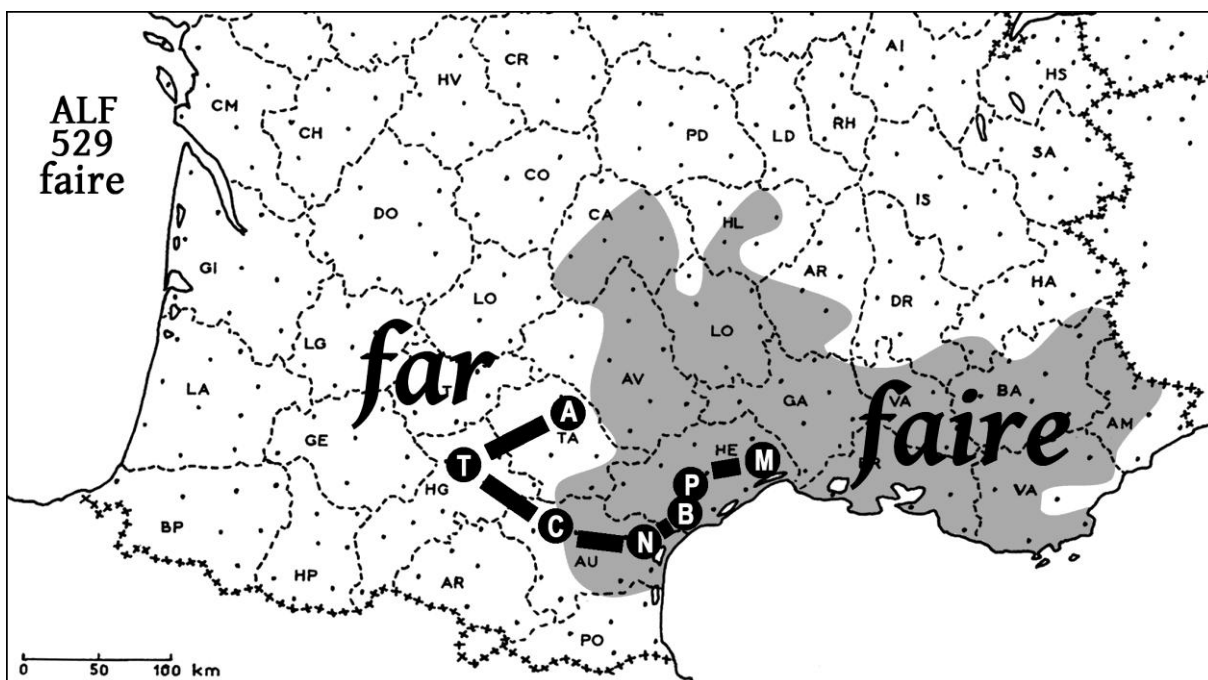 ALF
529
faire
CM
CH
HV
CR
PD
LD
RH
AI
HS
SA
CO
DO
CA
HL
IS
GI
LO
AR
DR
HA
LG
LO
far
LA
AV
GA
VA
BA
AM
faire
T
A
TA
GE
HE
M
T
P
HG
B
VA
C
N
BP
AU
HP
AR
PO
0 50 100 km